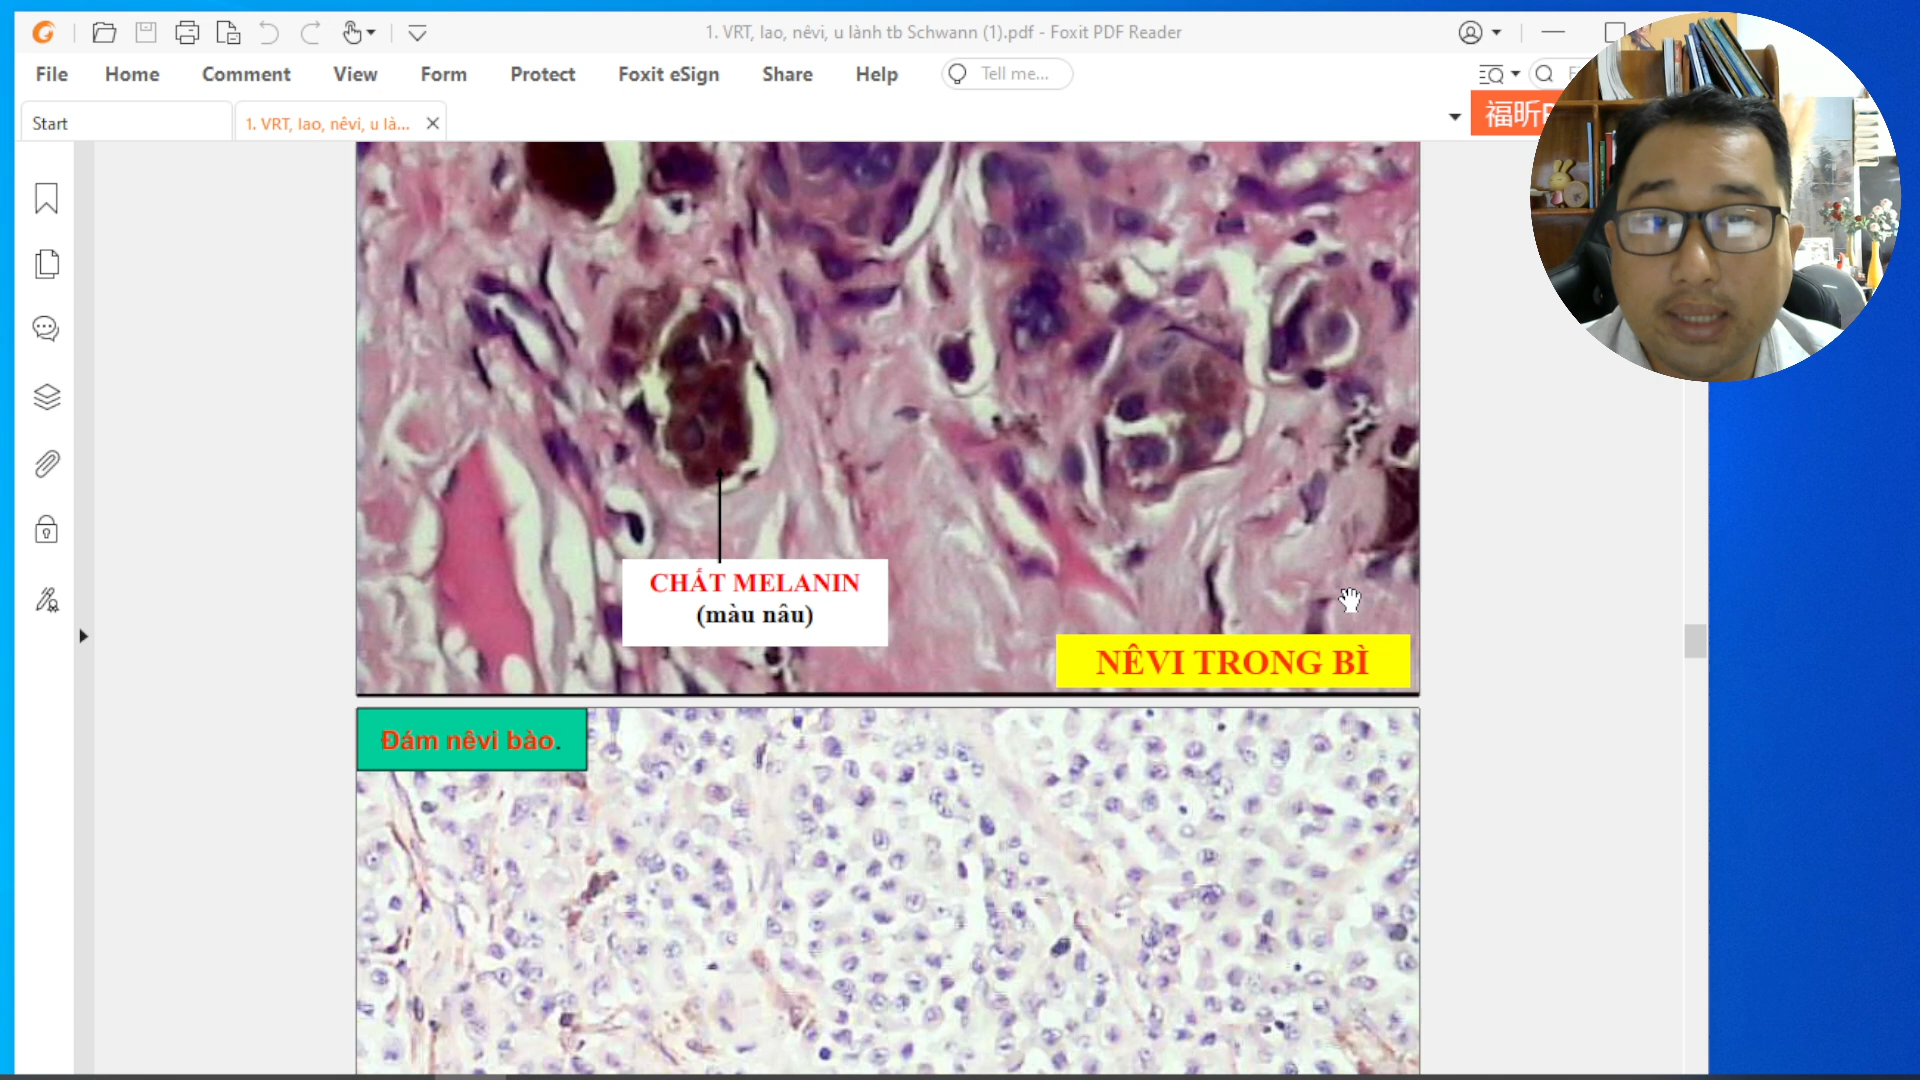 1. VRT, lao, nêvi, u lành tb Schwann (1).pdf - Foxit PDF Reader
File Home Comment View Form Protect Foxit eSign Share Help Tell me...
Start
1. VRT, lao, nêvi, u là...
福昕
CHẤT MELANIN
(màu nâu)
NÊVI TRONG BÌ
Đám nêvi bào.